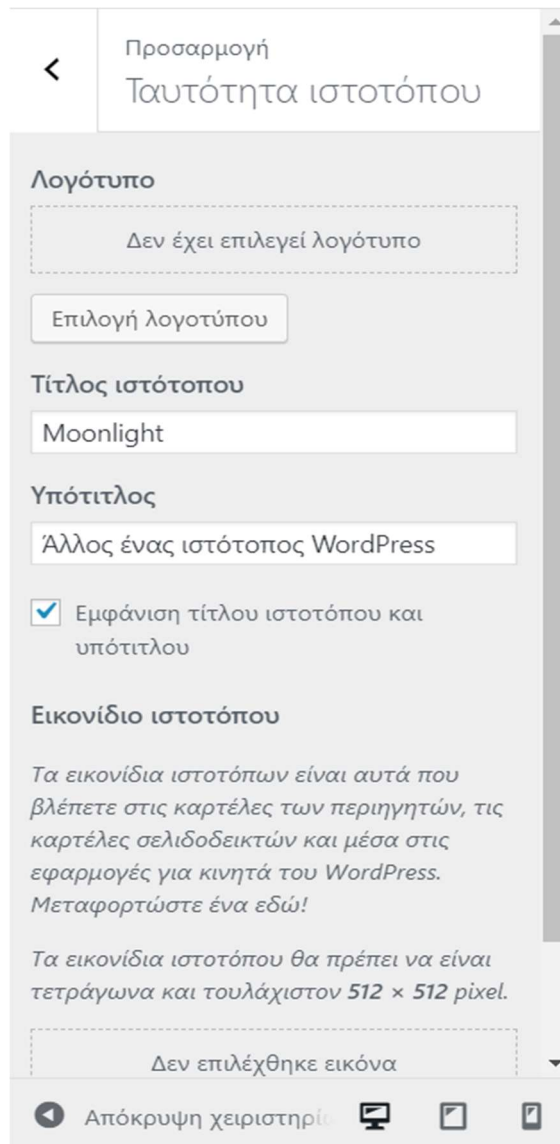 Προσαρμογή
Ταυτότητα ιστοτόπου
Λογότυπο
Δεν έχει επιλεγεί λογότυπο
Επιλογή λογοτύπου
Τίτλος ιστότοπου
Moonlight
Υπότιτλος
Άλλος ένας ιστότοπος WordPress
Εμφάνιση τίτλου ιστοτόπου και
υπότιτλου
Εικονίδιο ιστοτόπου
Τα εικονίδια ιστοτόπων είναι αυτά που
βλέπετε στις καρτέλες των περιηγητών, τις
καρτέλες σελιδοδεικτών και μέσα στις
εφαρμογές για κινητά του WordPress.
Μεταφορτώστε ένα εδώ!
Τα εικονίδια ιστοτόπου θα πρέπει να είναι
τετράγωνα και τουλάχιστον 512 × 512 pixel.
Δεν επιλέχθηκε εικόνα
Απόκρυψη